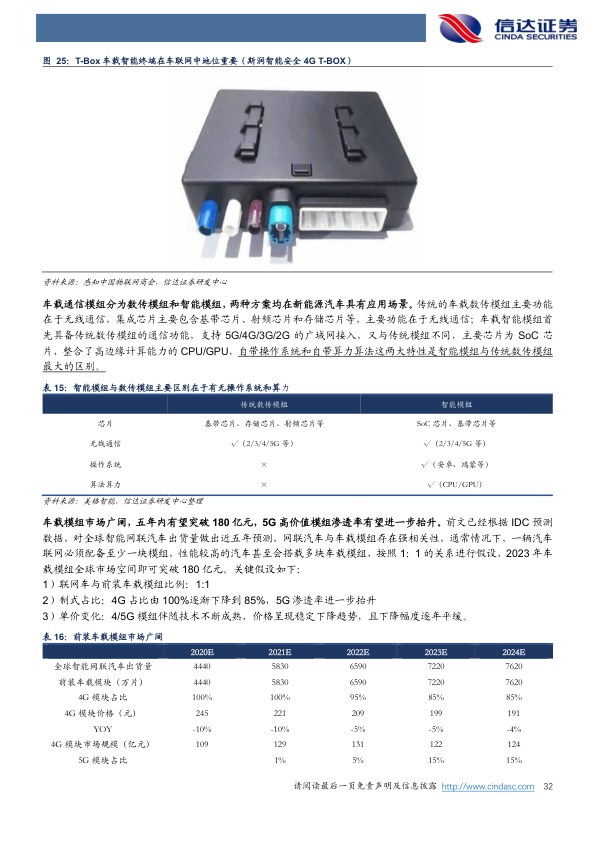 信达证券
CINDA SECURITIES
图 25：T-Box 车载智能终端在车联网中地位重要（斯润智能安全 4G T-BOX）
资料来源：感知中国物联网商会，信达证券研发中心
车载通信模组分为数传模组和智能模组，两种方案均在新能源汽车具有应用场景。传统的车载数传模组主要功能
在于无线通信，集成芯片主要包含基带芯片、射频芯片和存储芯片等，主要功能在于无线通信；车载智能模组首
先具备传统数传模组的通信功能，支持 5G/4G/3G/2G 的广域网接入，又与传统模组不同，主要芯片为 SoC 芯
片，整合了高边缘计算能力的 CPU/GPU，自带操作系统和自带算力算法这两大特性是智能模组与传统数传模组
最大的区别。
表 15：智能模组与数传模组主要区别在于有无操作系统和算力
传统数传模组 智能模组
芯片 基带芯片、存储芯片、射频芯片等 SoC 芯片、基带芯片等
无线通信 √（2/3/4/5G 等） √（2/3/4/5G 等）
操作系统 × √（安卓、鸿蒙等）
算法算力 × √（CPU/GPU）
资料来源：美格智能，信达证券研发中心整理
车载模组市场广阔，五年内有望突破 180 亿元，5G 高价值模组渗透率有望进一步抬升。前文已经根据 IDC 预测
数据，对全球智能网联汽车出货量做出近五年预测，网联汽车与车载模组存在强相关性，通常情况下，一辆汽车
联网必须配备至少一块模组，性能较高的汽车甚至会搭载多块车载模组，按照 1：1 的关系进行假设，2023 年车
载模组全球市场空间即可突破 180 亿元。关键假设如下：
1）联网车与前装车载模组比例：1:1
2）制式占比：4G 占比由 100%逐渐下降到 85%，5G 渗透率进一步抬升
3）单价变化：4/5G 模组伴随技术不断成熟，价格呈现稳定下降趋势，且下降幅度逐年平缓。
表 16：前装车载模组市场广阔
2020E 2021E 2022E 2023E 2024E
全球智能网联汽车出货量 4440 5830 6590 7220 7620
前装车载模块（万片） 4440 5830 6590 7220 7620
4G 模块占比 100% 100% 95% 85% 85%
4G 模块价格（元） 245 221 209 199 191
YOY -10% -10% -5% -5% -4%
4G 模块市场规模（亿元） 109 129 131 122 124
5G 模块占比 1% 5% 15% 15%
请阅读最后一页免责声明及信息披露 http://www.cindasc.com 32